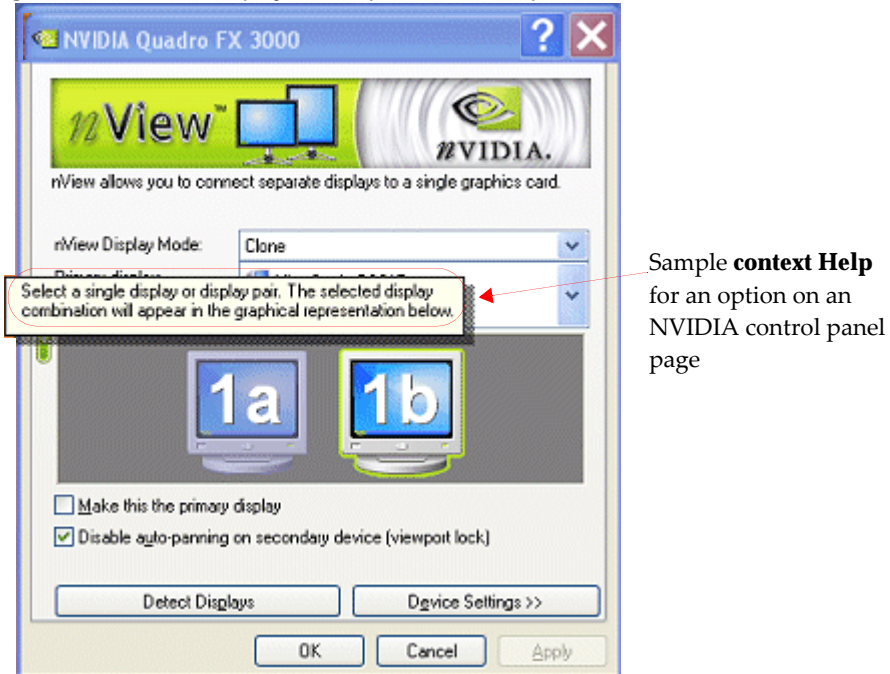 NVIDIA Quadro FX 3000
?
nView™
nVIDIA.
nView allows you to connect separate displays to a single graphics card.
nView Display Mode:
Clone
Select a single display or display pair. The selected display
combination will appear in the graphical representation below.
Sample context Help
for an option on an
NVIDIA control panel
page
1a
1b
Make this the primary display
Disable auto-panning on secondary device (viewport lock)
Detect Displays
Device Settings >>
OK
Cancel
Apply